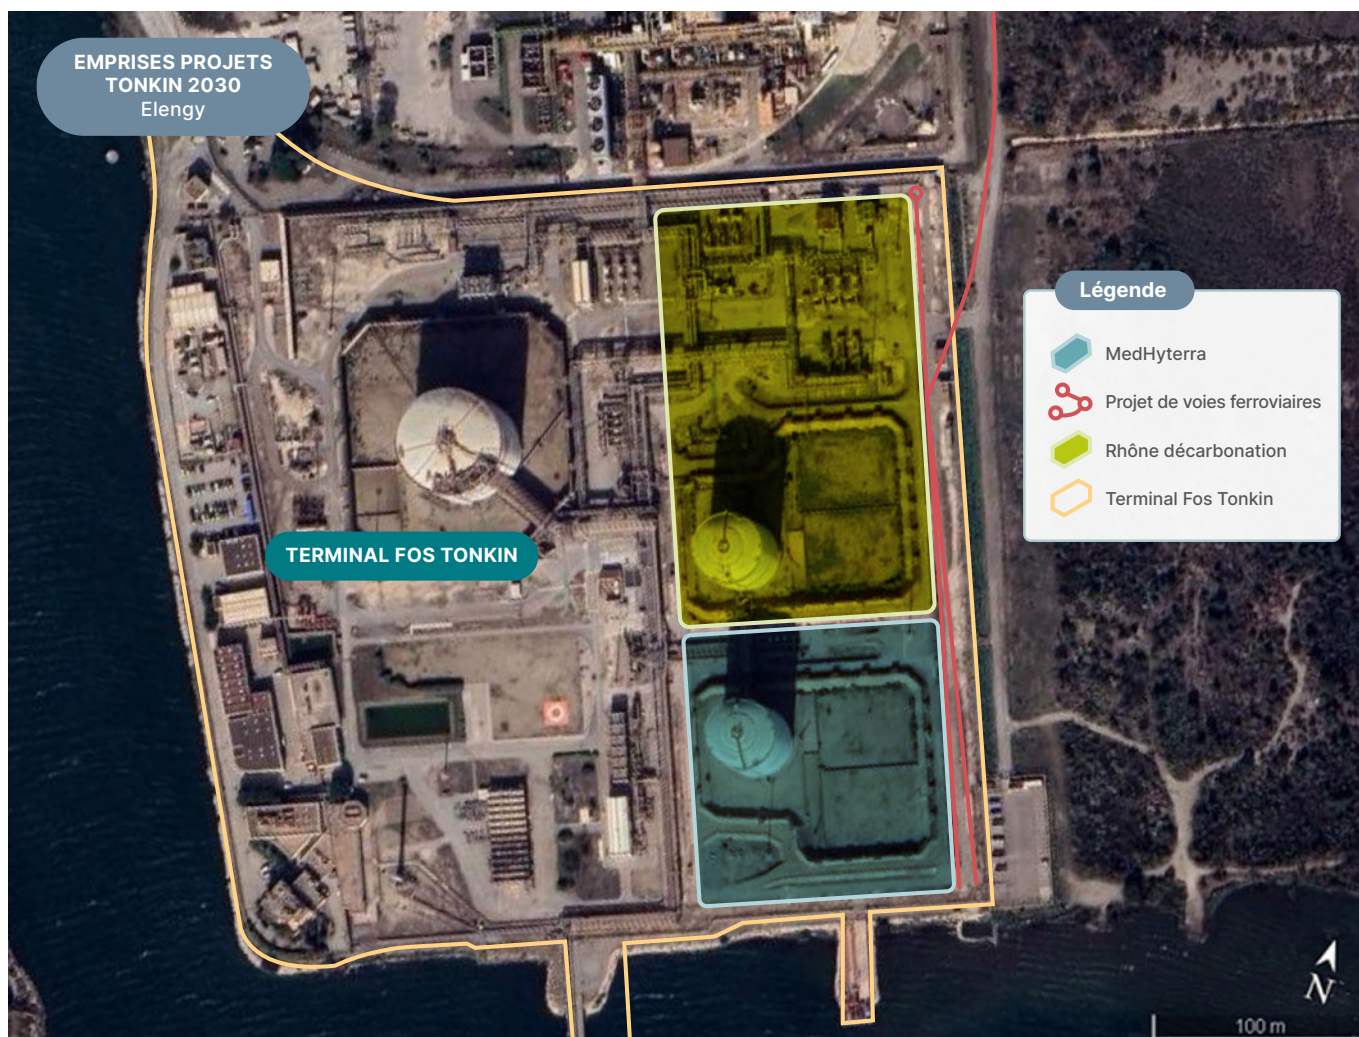 EMPRISES PROJETS
TONKIN 2030
Elengy
Légende
MedHyterra
Projet de voies ferroviaires
Rhône décarbonation
Terminal Fos Tonkin
TERMINAL FOS TONKIN
N
100 m